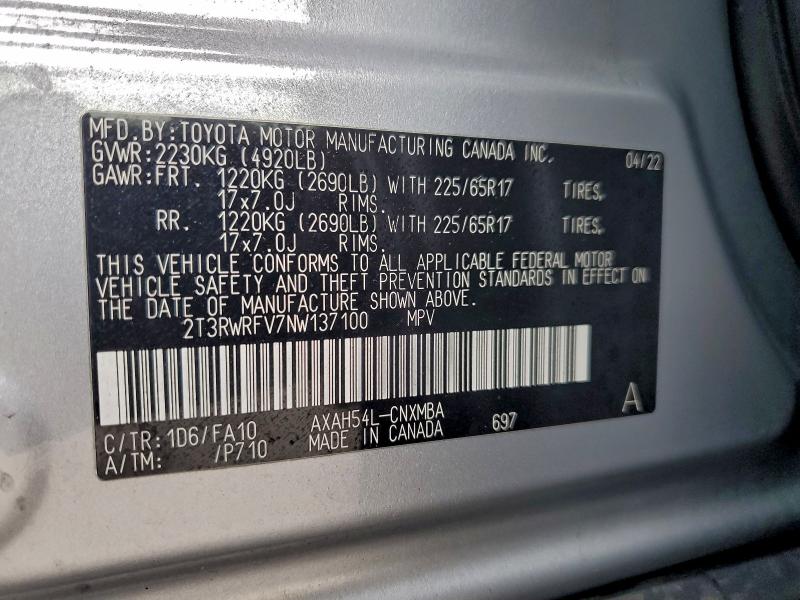 MFD.BY:TOYOTA MOTOR MANUFACTURING CANADA INC. 04/22
GVWR:2230KG (4920LB)
GAWR:FRT. 1220KG (2690LB) WITH 225/65R17 TIRES,
17x7.0J RIMS.
RR. 1220KG (2690LB) WITH 225/65R17 TIRES,
17x7.0J RIMS.
THIS VEHICLE CONFORMS TO ALL APPLICABLE FEDERAL MOTOR
VEHICLE SAFETY AND THEFT PREVENTION STANDARDS IN EFFECT ON
THE DATE OF MANUFACTURE SHOWN ABOVE.
2T3RWRFV7NW137100 MPV
C/TR:1D6/FA10 AXAH54L-CNXMBA 697 A
A/TM: /P710 MADE IN CANADA